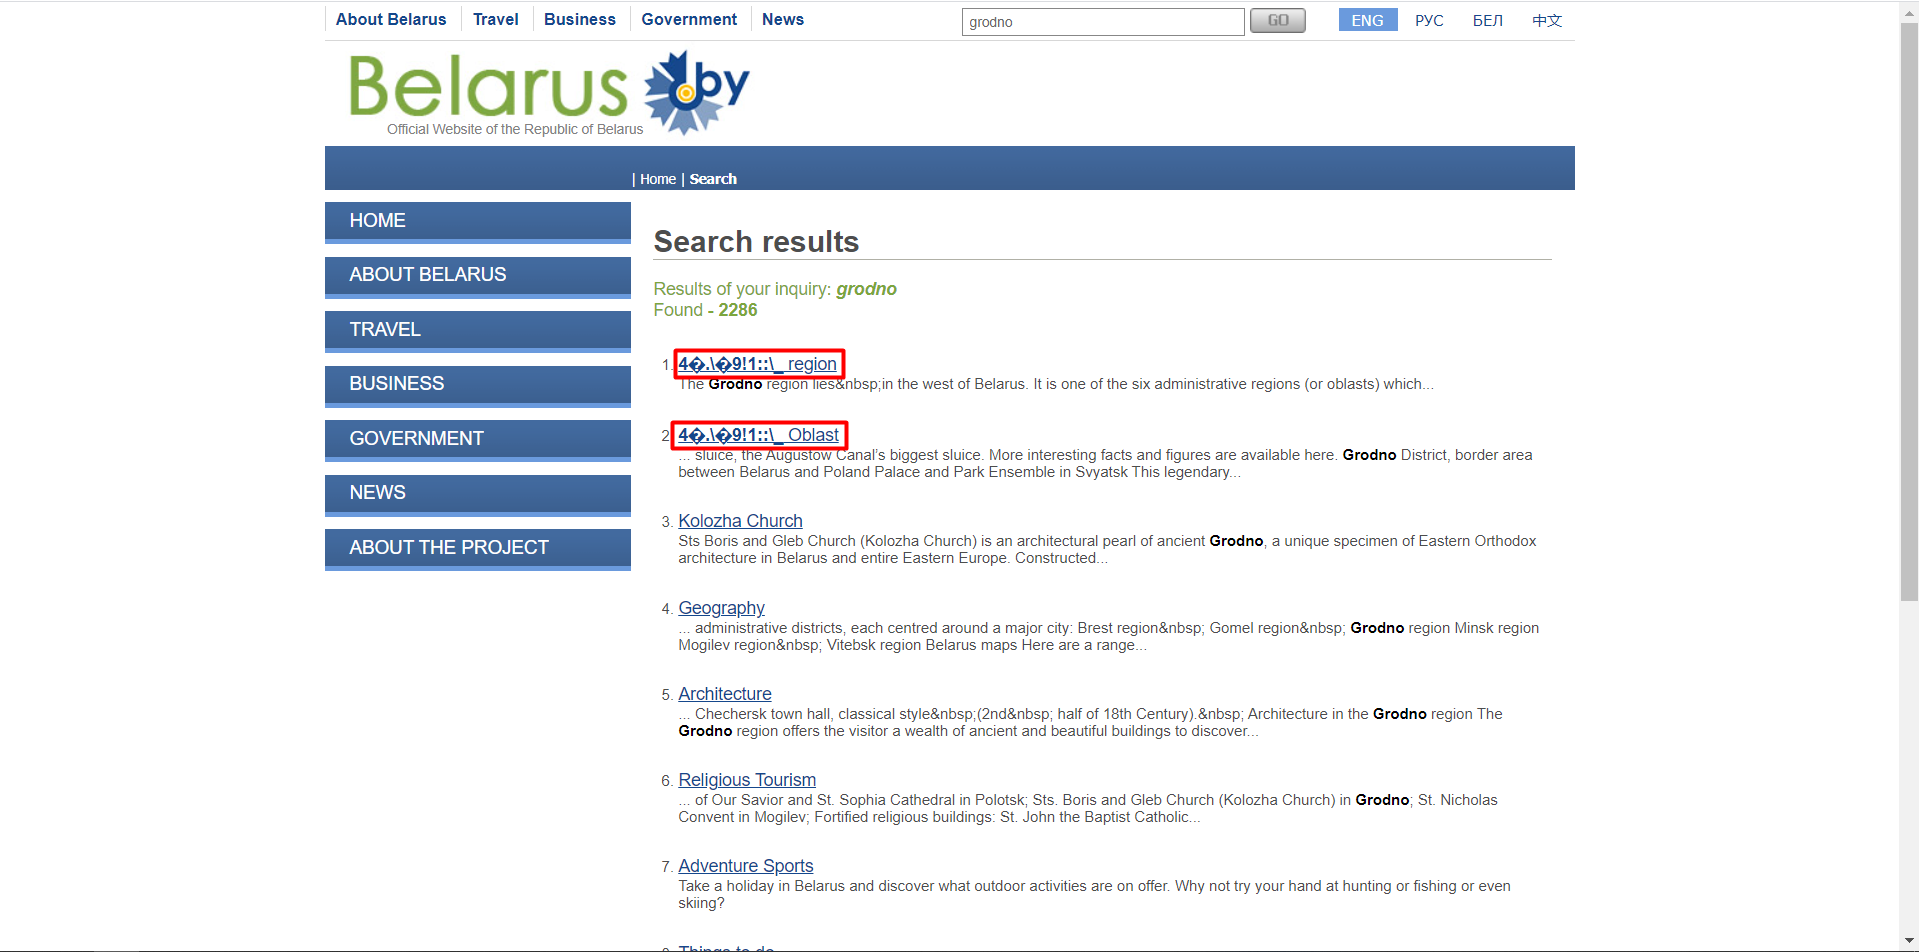 About Belarus Travel Business Government News grodno GO ENG РУС БЕЛ 中文
Belarus by
Official Website of the Republic of Belarus
| Home | Search
HOME
ABOUT BELARUS
TRAVEL
BUSINESS
GOVERNMENT
NEWS
ABOUT THE PROJECT
Search results
Results of your inquiry: grodno
Found - 2286
1. 4�.\�9!1::\_ region
The Grodno region lies&nbsp;in the west of Belarus. It is one of the six administrative regions (or oblasts) which...
2. 4�.\�9!1::\_ Oblast
... sluice, the Augustow Canal’s biggest sluice. More interesting facts and figures are available here. Grodno District, border area
between Belarus and Poland Palace and Park Ensemble in Svyatsk This legendary...
3. Kolozha Church
Sts Boris and Gleb Church (Kolozha Church) is an architectural pearl of ancient Grodno, a unique specimen of Eastern Orthodox
architecture in Belarus and entire Eastern Europe. Constructed...
4. Geography
... administrative districts, each centred around a major city: Brest region&nbsp; Gomel region&nbsp; Grodno region Minsk region
Mogilev region&nbsp; Vitebsk region Belarus maps Here are a range...
5. Architecture
... Chechersk town hall, classical style&nbsp;(2nd&nbsp; half of 18th Century).&nbsp; Architecture in the Grodno region The
Grodno region offers the visitor a wealth of ancient and beautiful buildings to discover...
6. Religious Tourism
... of Our Savior and St. Sophia Cathedral in Polotsk; Sts. Boris and Gleb Church (Kolozha Church) in Grodno; St. Nicholas
Convent in Mogilev; Fortified religious buildings: St. John the Baptist Catholic...
7. Adventure Sports
Take a holiday in Belarus and discover what outdoor activities are on offer. Why not try your hand at hunting or fishing or even
skiing?
8. Things to do